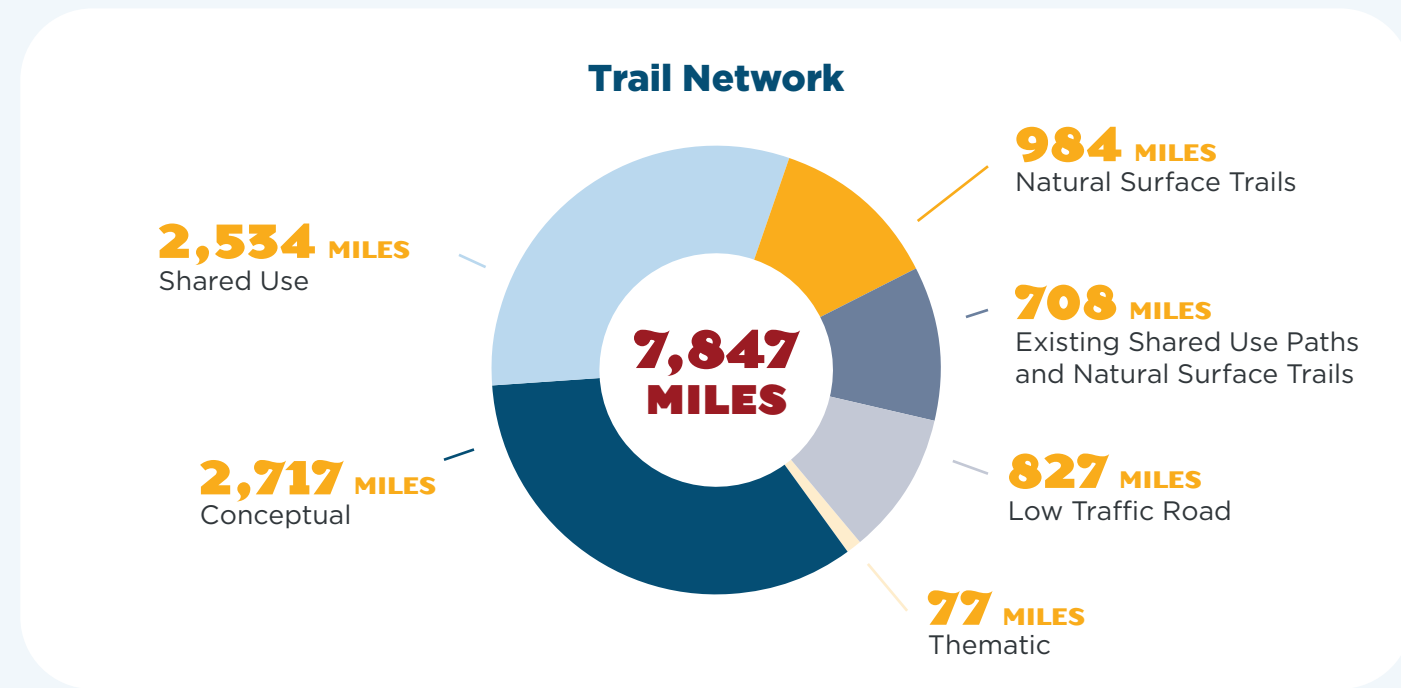 Trail Network
984 MILES
Natural Surface Trails
2,534 MILES
Shared Use
708 MILES
Existing Shared Use Paths
and Natural Surface Trails
7,847
MILES
2,717 MILES
Conceptual
827 MILES
Low Traffic Road
77 MILES
Thematic